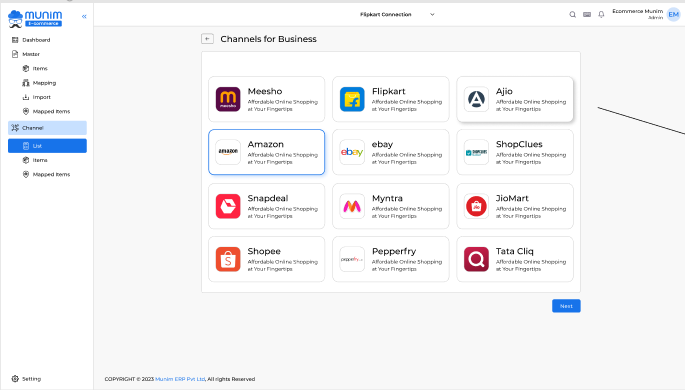 MUNIM
E-commerce
«
Flipkart Connection
Ecommerce Munim
Admin
EM
Dashboard
Master
Items
Mapping
Import
Mapped Items
Channel
List
Items
Mapped Items
Setting
Channels for Business
Meesho
Affordable Online Shopping
at Your Fingertips
meesho
Flipkart
Affordable Online Shopping
at Your Fingertips
Ajio
Affordable Online Shopping
at Your Fingertips
amazon
Amazon
Affordable Online Shopping
at Your Fingertips
ebay
ebay
Affordable Online Shopping
at Your Fingertips
ShopClues
Affordable Online Shopping
at Your Fingertips
Snapdeal
Affordable Online Shopping
at Your Fingertips
Myntra
Affordable Online Shopping
at Your Fingertips
JioMart
Affordable Online Shopping
at Your Fingertips
Shopee
Affordable Online Shopping
at Your Fingertips
pepperfry
Pepperfry
Affordable Online Shopping
at Your Fingertips
Tata Cliq
Affordable Online Shopping
at Your Fingertips
Next
COPYRIGHT © 2023 Munim ERP Pvt Ltd, All rights Reserved